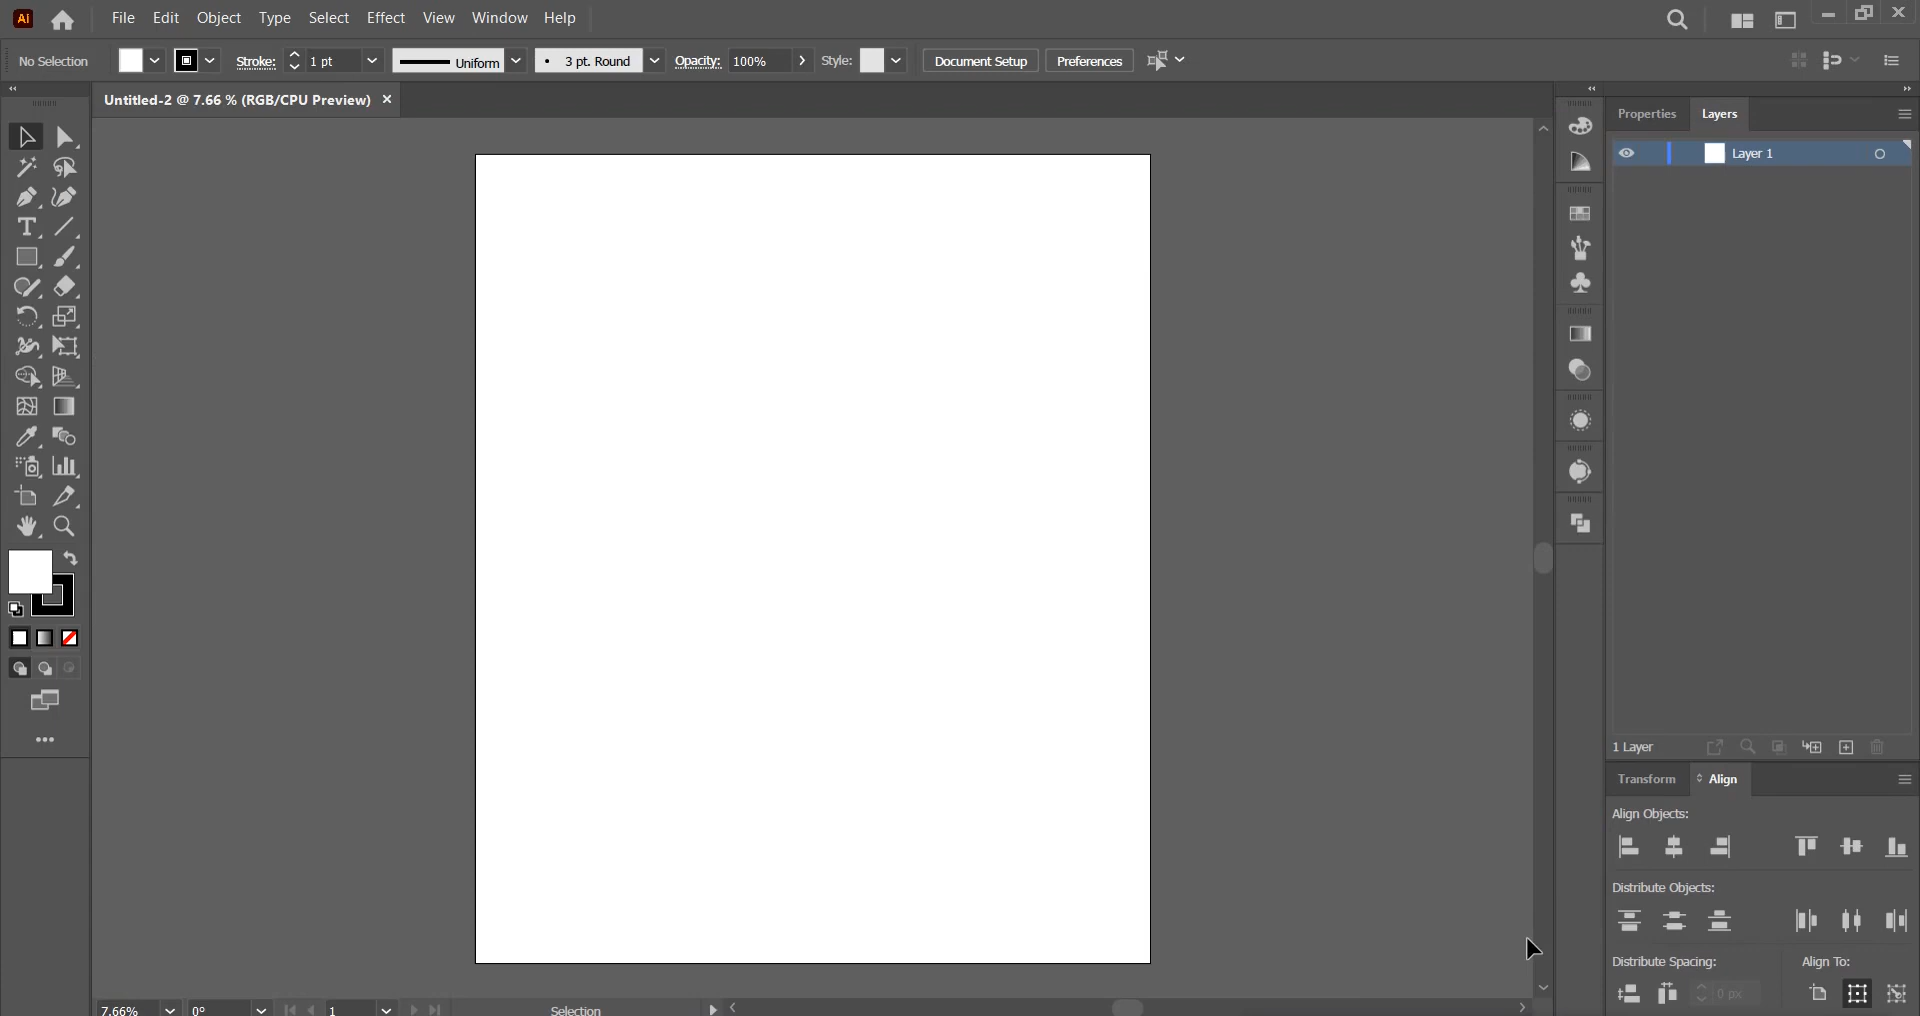 Ai File Edit Object Type Select Effect View Window Help
No Selection Stroke: 1 pt Uniform 3 pt. Round Opacity: 100% Style: Document Setup Preferences
Untitled-2 @ 7.66 % (RGB/CPU Preview)
Properties Layers
Layer 1
1 Layer
Transform Align
Align Objects:
Distribute Objects:
Distribute Spacing: Align To:
0 px
7.66% 0° 1 Selection